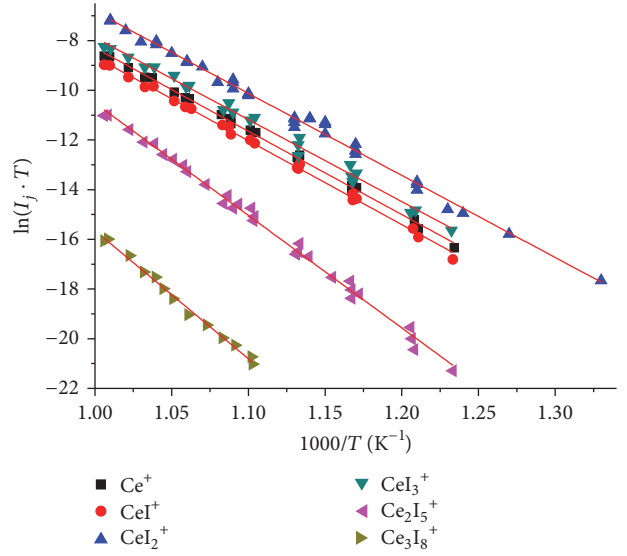 ln(I_j · T)
−8
−10
−12
−14
−16
−18
−20
−22
1.00 1.05 1.10 1.15 1.20 1.25 1.30
1000/T (K⁻¹)
Ce⁺ CeI₃⁺
CeI⁺ Ce₂I₅⁺
CeI₂⁺ Ce₃I₈⁺